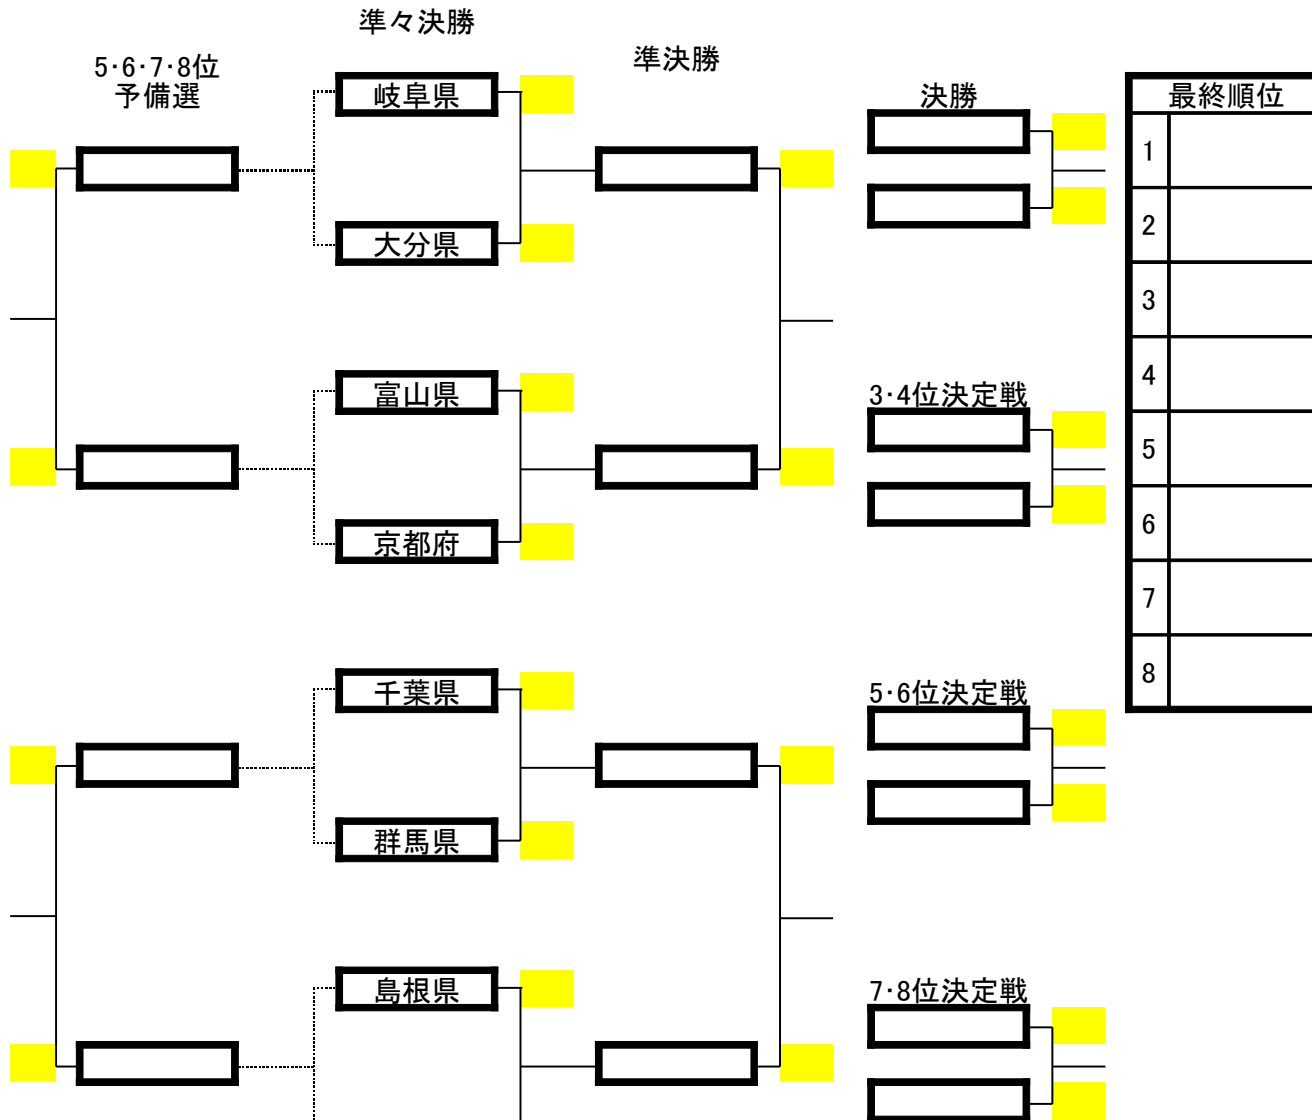 準々決勝
5・6・7・8位
予備選
準決勝
岐阜県
決勝
最終順位
1
大分県
2
3
富山県
3・4位決定戦
4
5
京都府
6
7
千葉県
5・6位決定戦
8
群馬県
島根県
7・8位決定戦